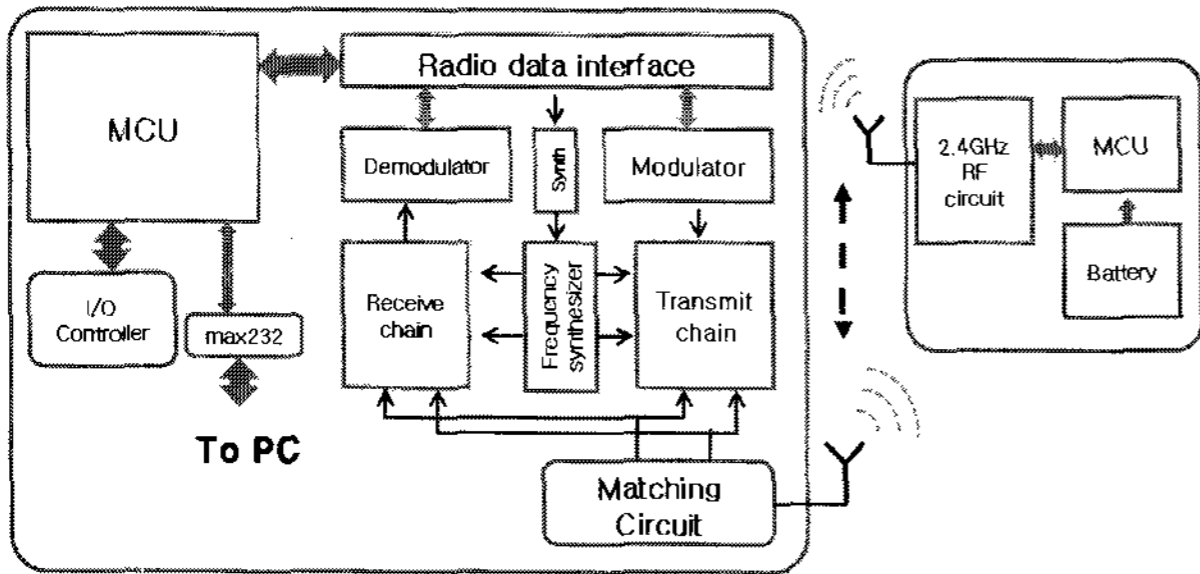 MCU
Radio data interface
Demodulator
Synth
Modulator
I/O
Controller
max232
To PC
Receive
chain
Frequency
synthesizer
Transmit
chain
Matching
Circuit
2.4GHz
RF
circuit
MCU
Battery